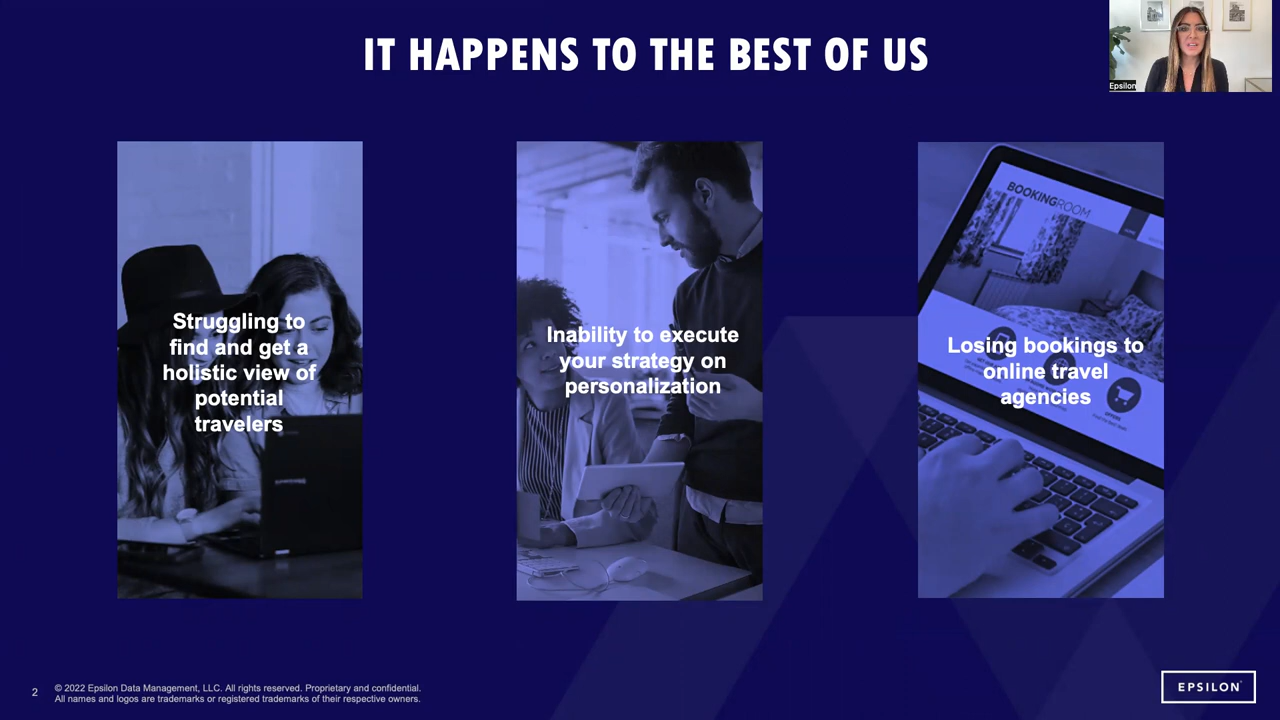 IT HAPPENS TO THE BEST OF US
Epsilon
Struggling to
find and get a
holistic view of
potential
travelers
Inability to execute
your strategy on
personalization
BOOKINGROOM
HOME
Losing bookings to
online travel
agencies
OFFERS
2
© 2022 Epsilon Data Management, LLC. All rights reserved. Proprietary and confidential.
All names and logos are trademarks or registered trademarks of their respective owners.
EPSILON